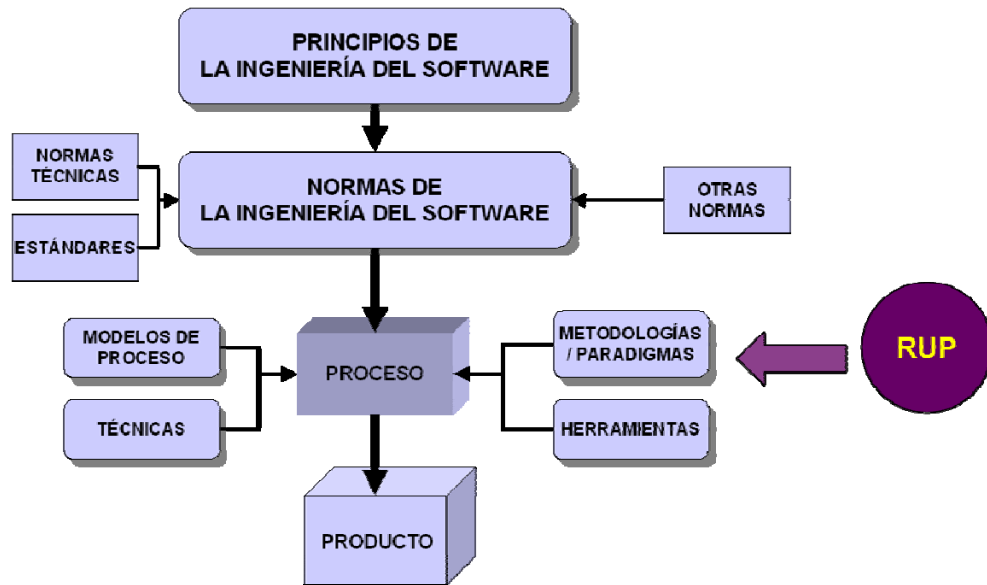 PRINCIPIOS DE
LA INGENIERÍA DEL SOFTWARE
NORMAS
TÉCNICAS
ESTÁNDARES
NORMAS DE
LA INGENIERÍA DEL SOFTWARE
OTRAS
NORMAS
MODELOS DE
PROCESO
TÉCNICAS
PROCESO
METODOLOGÍAS
/ PARADIGMAS
HERRAMIENTAS
RUP
PRODUCTO